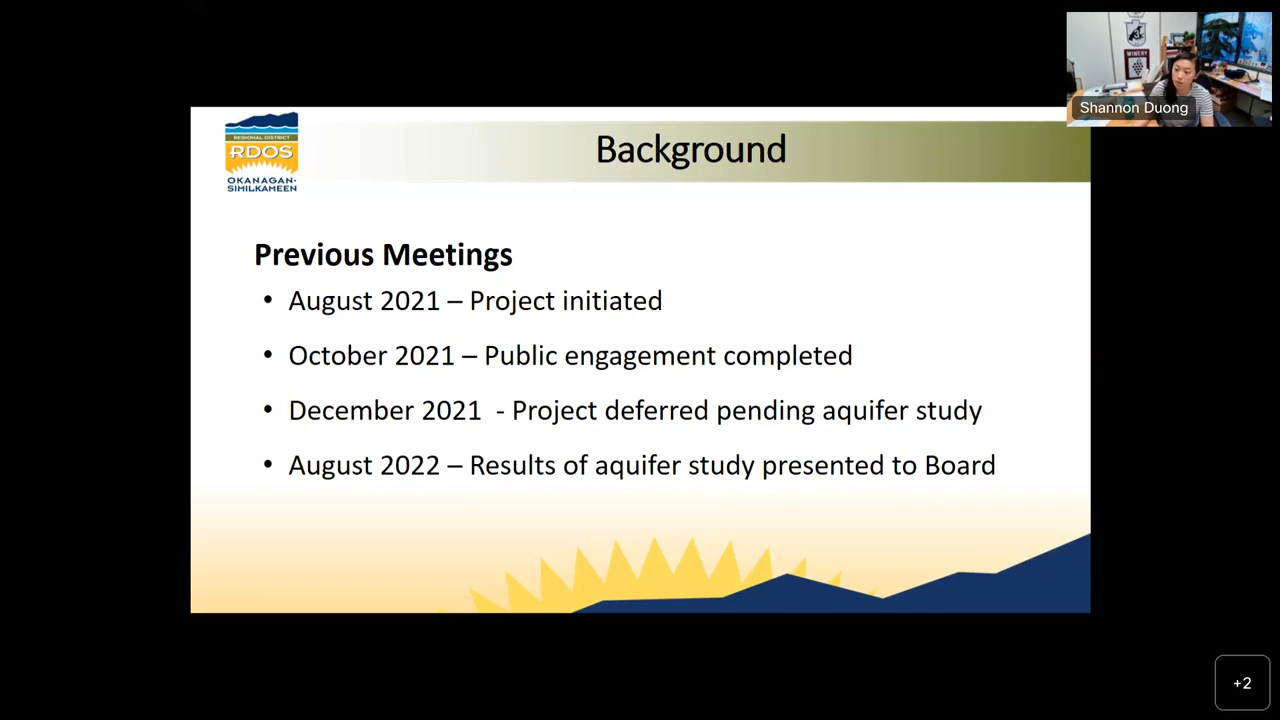 Shannon Duong
WINERY
REGIONAL DISTRICT
RDOS
OKANAGAN-
SIMILKAMEEN
Background
Previous Meetings
• August 2021 – Project initiated
• October 2021 – Public engagement completed
• December 2021  - Project deferred pending aquifer study
• August 2022 – Results of aquifer study presented to Board
+2